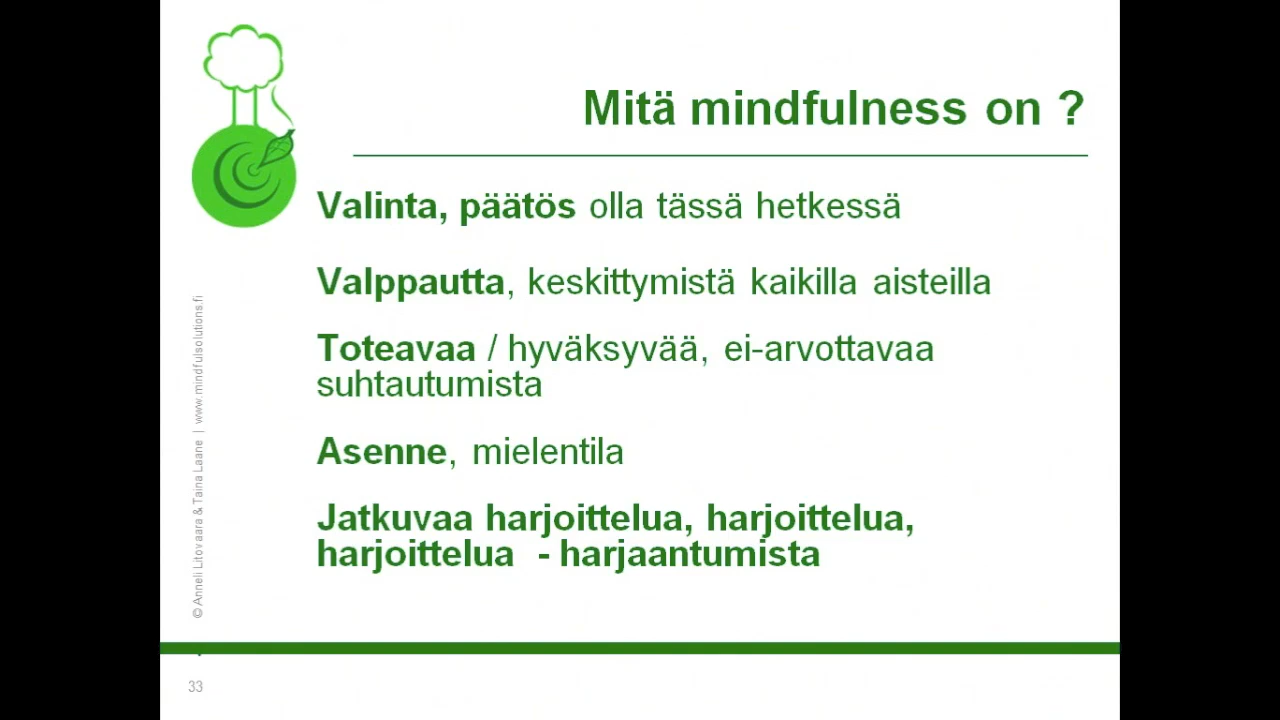 Mitä mindfulness on ?
Valinta, päätös olla tässä hetkessä
Valppautta, keskittymistä kaikilla aisteilla
Toteavaa / hyväksyvää, ei-arvottavaa
suhtautumista
Asenne, mielentila
Jatkuvaa harjoittelua, harjoittelua,
harjoittelua - harjaantumista
© Anneli Litovaara & Taina Laane | www.mindfulsolutions.fi
33